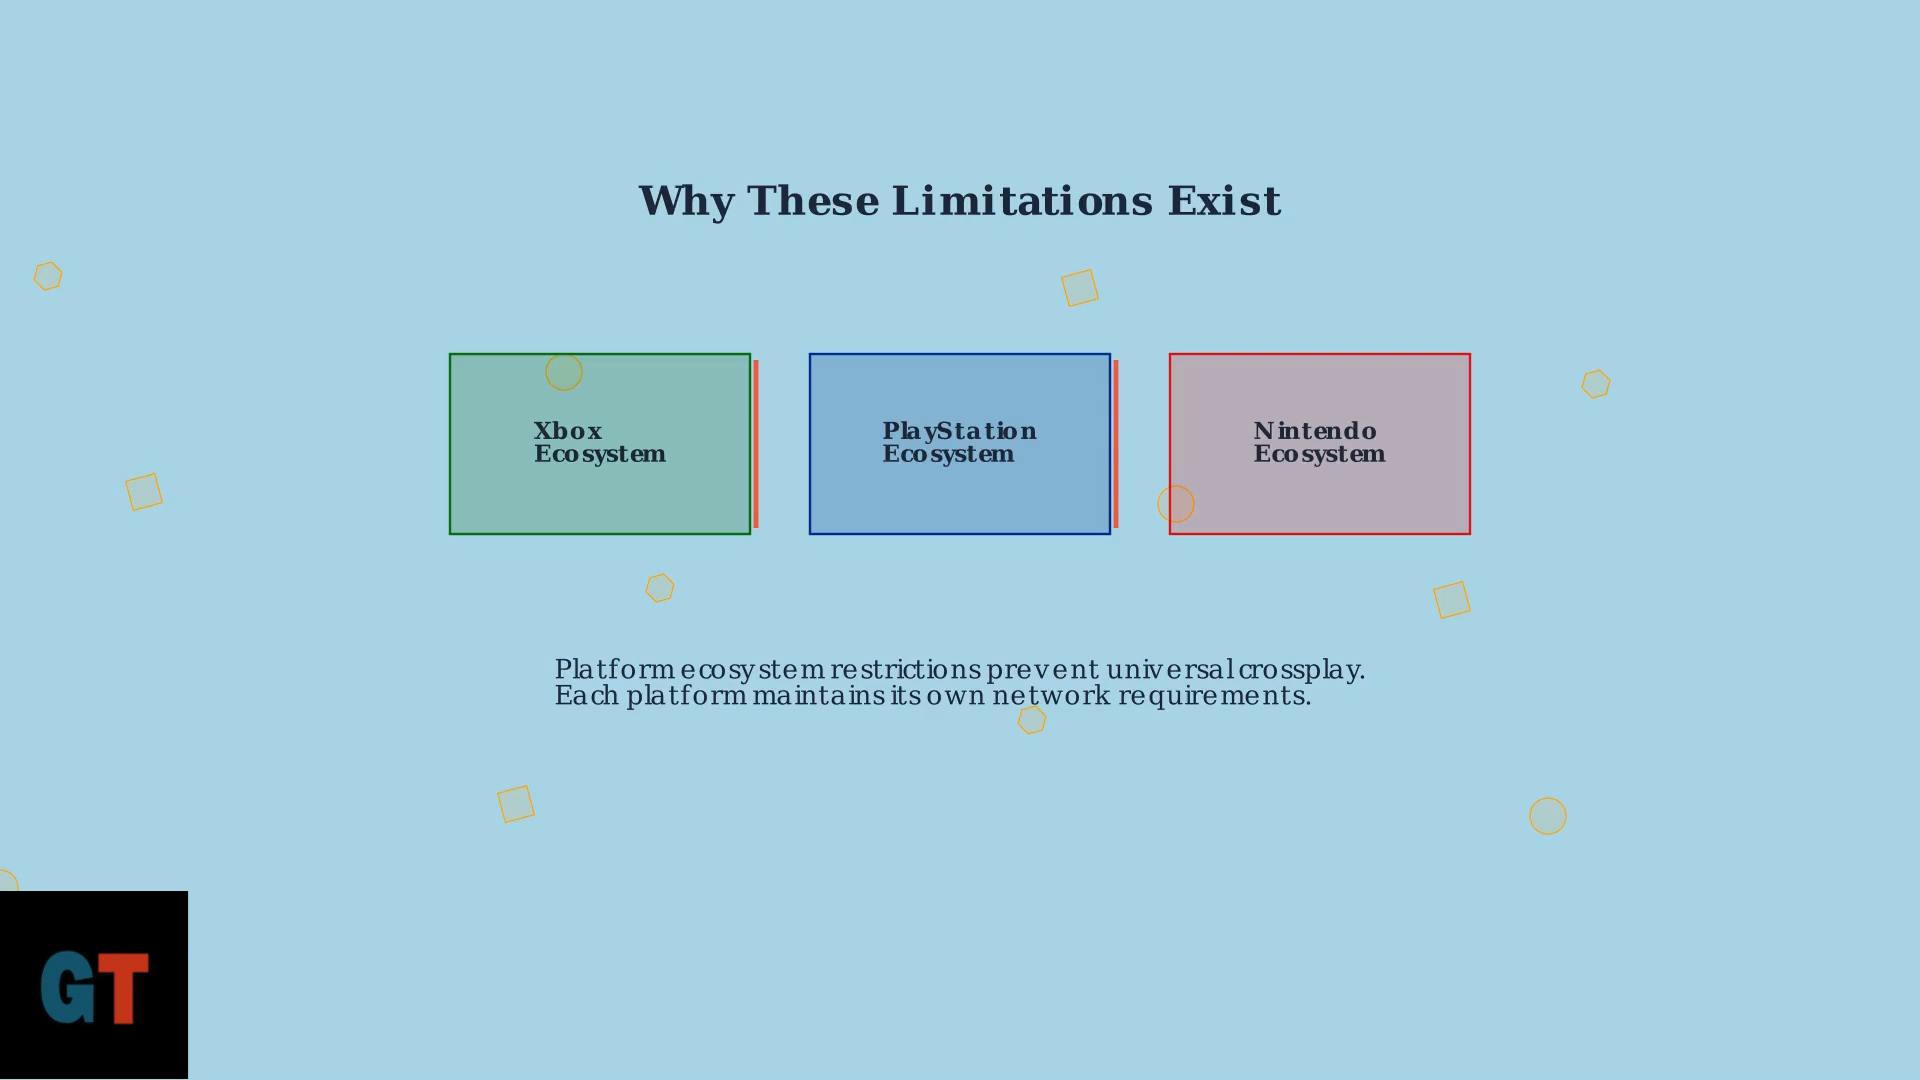 Why These Limitations Exist
Xbox
Ecosystem
PlayStation
Ecosystem
Nintendo
Ecosystem
Platform ecosystem restrictions prevent universal crossplay.
Each platform maintains its own network requirements.
GT